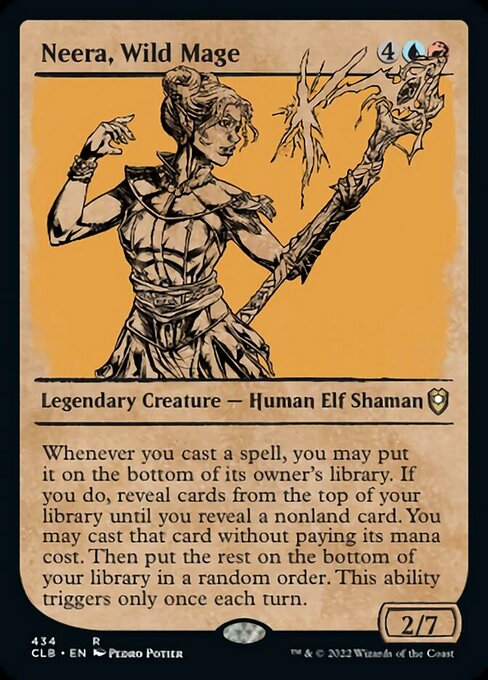 Neera, Wild Mage 4
Legendary Creature — Human Elf Shaman
Whenever you cast a spell, you may put
it on the bottom of its owner's library. If
you do, reveal cards from the top of your
library until you reveal a nonland card. You
may cast that card without paying its mana
cost. Then put the rest on the bottom of
your library in a random order. This ability
triggers only once each turn.
2/7
434 R
CLB • EN Pedro Potier
™ & © 2022 Wizards of the Coast